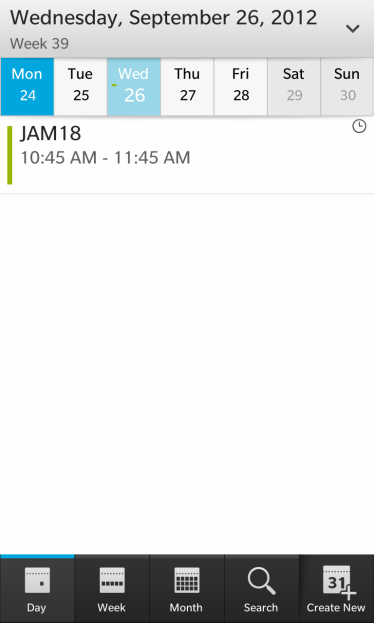 Wednesday, September 26, 2012
Week 39
Mon Tue Wed Thu Fri Sat Sun
24 25 26 27 28 29 30
JAM18
10:45 AM - 11:45 AM
31
Day Week Month Search Create New